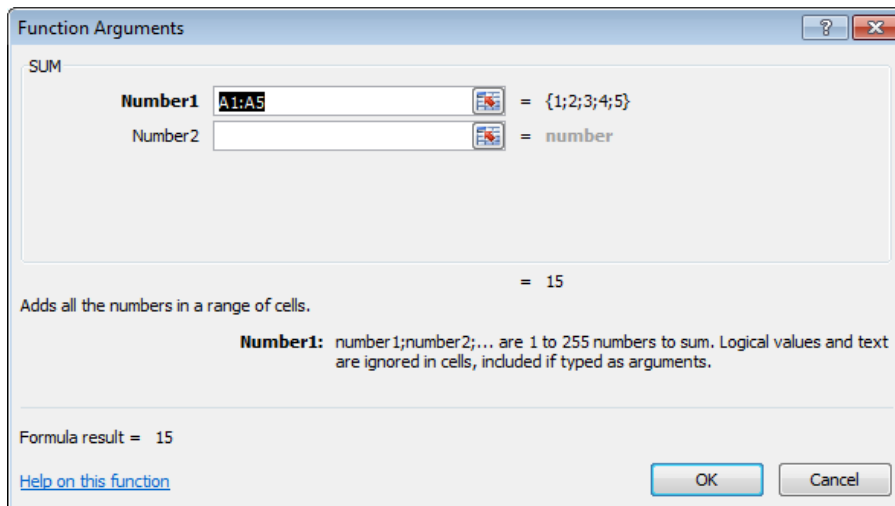 Function Arguments
SUM
Number1 A1:A5 = {1;2;3;4;5}
Number2 = number
= 15
Adds all the numbers in a range of cells.
Number1: number1;number2;... are 1 to 255 numbers to sum. Logical values and text
are ignored in cells, included if typed as arguments.
Formula result = 15
Help on this function
OK Cancel